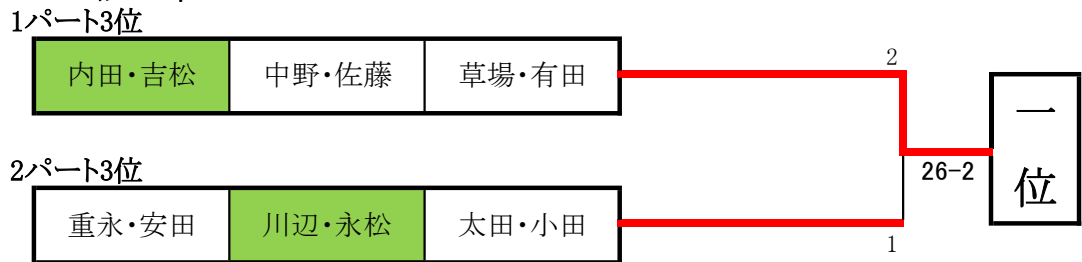 1パート3位
内田・吉松 中野・佐藤 草場・有田
2
一位
26-2
2パート3位
重永・安田 川辺・永松 太田・小田
1